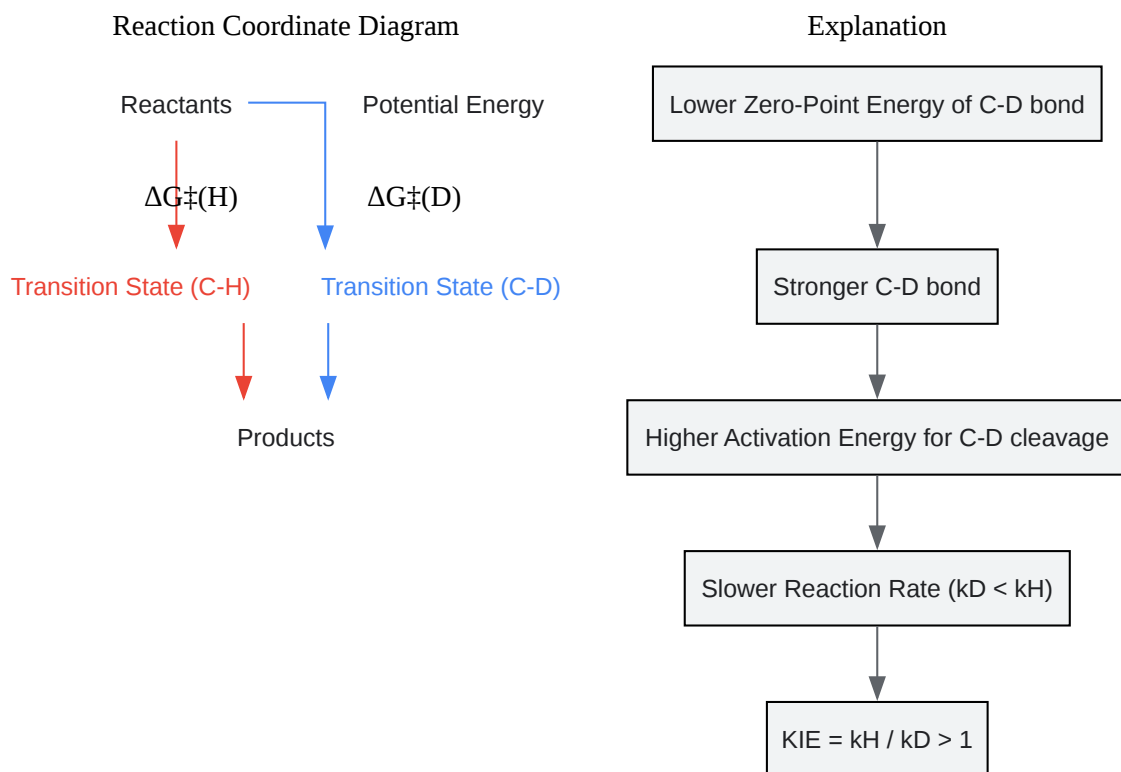 Reaction Coordinate Diagram
Reactants
Potential Energy
ΔG‡(H)
ΔG‡(D)
Transition State (C-H)
Transition State (C-D)
Products
Explanation
Lower Zero-Point Energy of C-D bond
Stronger C-D bond
Higher Activation Energy for C-D cleavage
Slower Reaction Rate (kD < kH)
KIE = kH / kD > 1